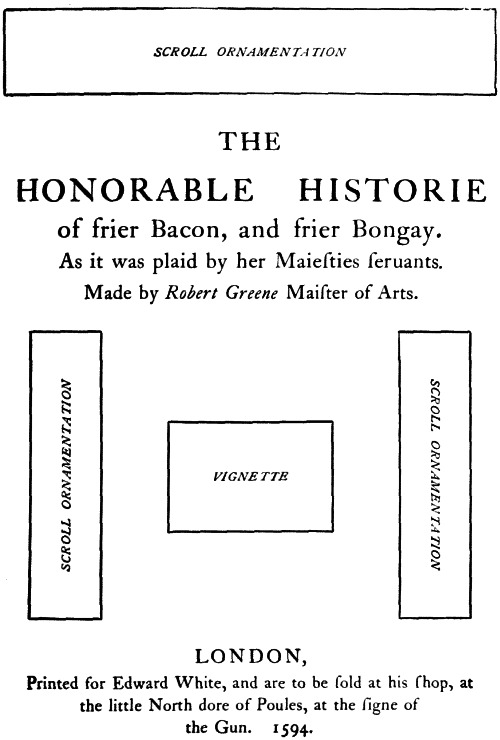 SCROLL ORNAMENTATION
THE
HONORABLE HISTORIE
of frier Bacon, and frier Bongay.
As it was plaid by her Maieſties ſeruants.
Made by Robert Greene Maiſter of Arts.
SCROLL ORNAMENTATION
VIGNETTE
SCROLL ORNAMENTATION
LONDON,
Printed for Edward White, and are to be ſold at his ſhop, at
the little North dore of Poules, at the ſigne of
the Gun. 1594.